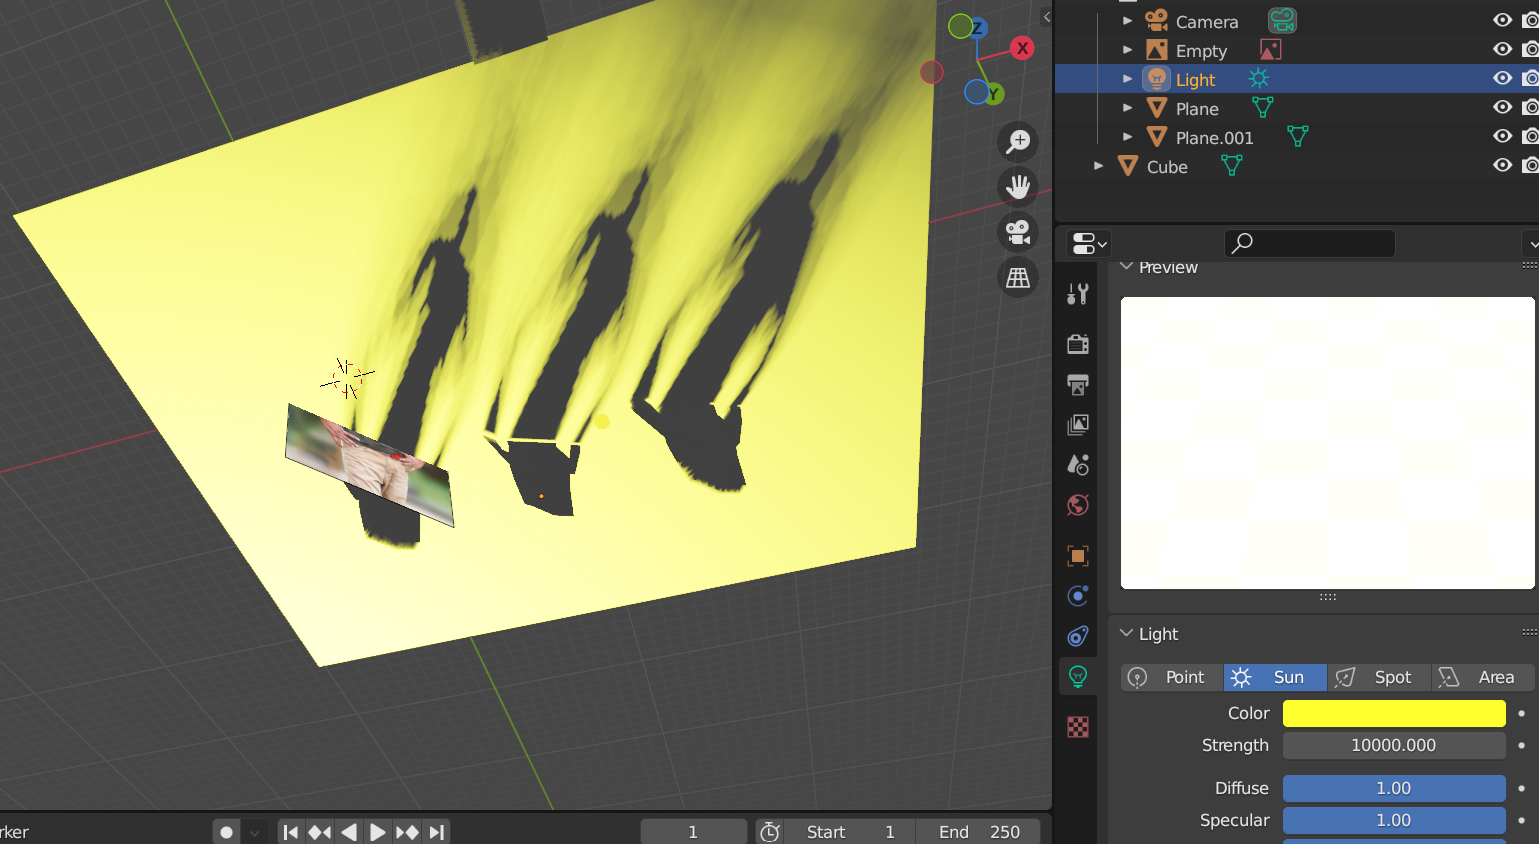 Z
X
Y
Camera
Empty
Light
Plane
Plane.001
Cube
Preview
Light
Point Sun Spot Area
Color
Strength 10000.000
Diffuse 1.00
Specular 1.00
rker 1 Start 1 End 250